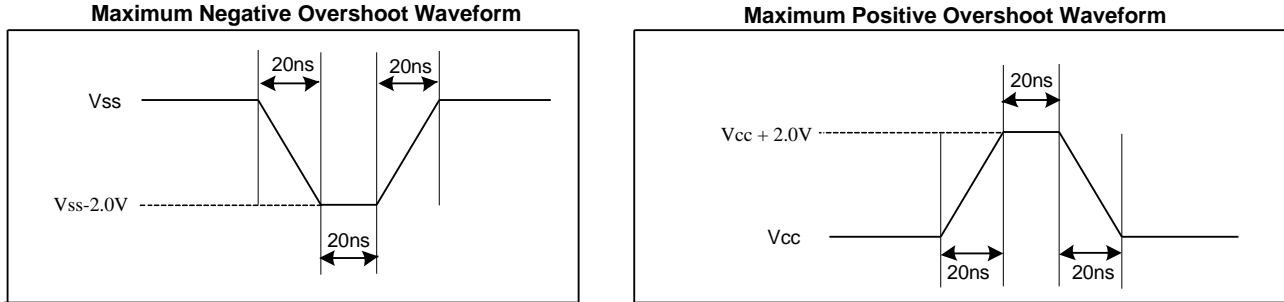 Maximum Negative Overshoot Waveform
20ns
20ns
Vss
Vss-2.0V
20ns
Maximum Positive Overshoot Waveform
20ns
Vcc + 2.0V
Vcc
20ns
20ns